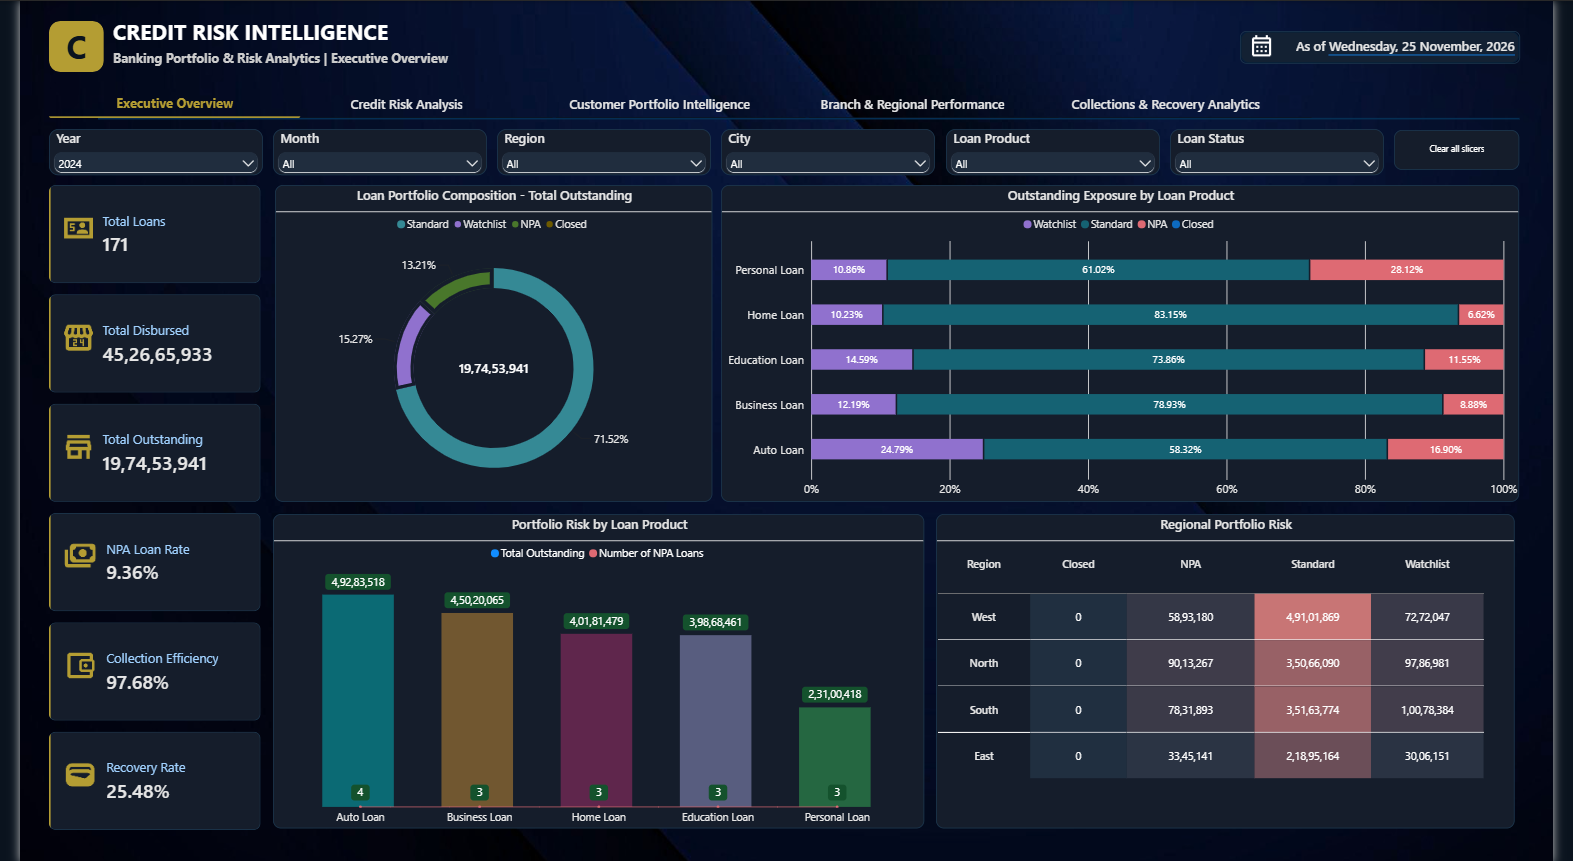 C
CREDIT RISK INTELLIGENCE
Banking Portfolio & Risk Analytics | Executive Overview
As of Wednesday, 25 November, 2026
Executive Overview
Credit Risk Analysis
Customer Portfolio Intelligence
Branch & Regional Performance
Collections & Recovery Analytics
Year
2024
Month
All
Region
All
City
All
Loan Product
All
Loan Status
All
Clear all slicers
Total Loans
171
Total Disbursed
45,26,65,933
Total Outstanding
19,74,53,941
NPA Loan Rate
9.36%
Collection Efficiency
97.68%
Recovery Rate
25.48%
Loan Portfolio Composition - Total Outstanding
Standard Watchlist NPA Closed
13.21%
15.27%
19,74,53,941
71.52%
Outstanding Exposure by Loan Product
Watchlist Standard NPA Closed
Personal Loan 10.86% 61.02% 28.12%
Home Loan 10.23% 83.15% 6.62%
Education Loan 14.59% 73.86% 11.55%
Business Loan 12.19% 78.93% 8.88%
Auto Loan 24.79% 58.32% 16.90%
0% 20% 40% 60% 80% 100%
Portfolio Risk by Loan Product
Total Outstanding Number of NPA Loans
4,92,83,518
4,50,20,065
4,01,81,479
3,98,68,461
2,31,00,418
4 3 3 3 3
Auto Loan Business Loan Home Loan Education Loan Personal Loan
Regional Portfolio Risk
Region Closed NPA Standard Watchlist
West 0 58,93,180 4,91,01,869 72,72,047
North 0 90,13,267 3,50,66,090 97,86,981
South 0 78,31,893 3,51,63,774 1,00,78,384
East 0 33,45,141 2,18,95,164 30,06,151